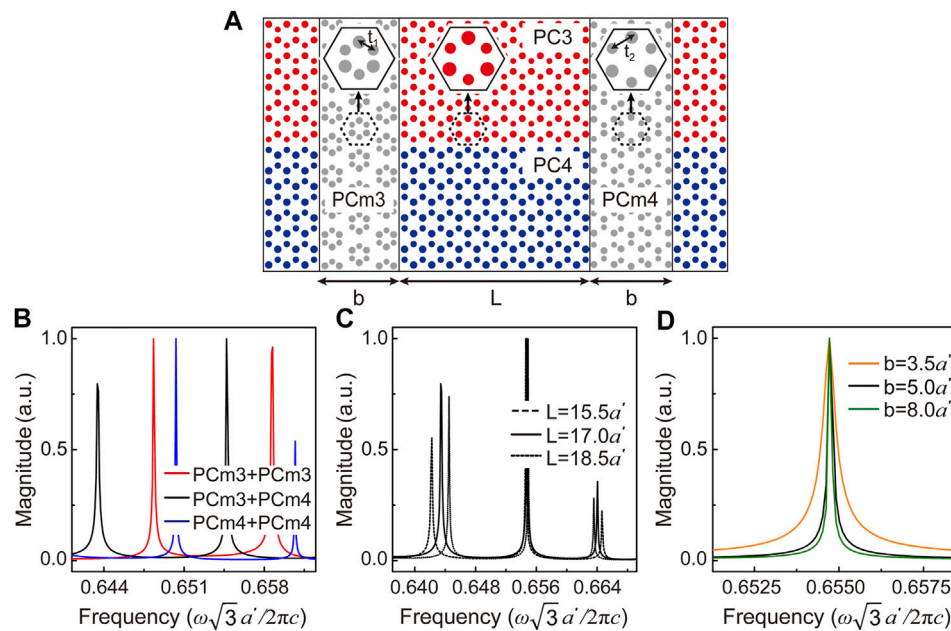 A
t₁
PC3
t₂
PC4
PCm3
PCm4
b
L
b
B
Magnitude (a.u.)
1.0
0.5
0.0
PCm3+PCm3
PCm3+PCm4
PCm4+PCm4
0.644 0.651 0.658
Frequency (ω√3 a′/2πc)
C
Magnitude (a.u.)
1.0
0.5
0.0
L=15.5a′
L=17.0a′
L=18.5a′
0.640 0.648 0.656 0.664
Frequency (ω√3 a′/2πc)
D
Magnitude (a.u.)
1.0
0.5
0.0
b=3.5a′
b=5.0a′
b=8.0a′
0.6525 0.6550 0.6575
Frequency (ω√3 a′/2πc)